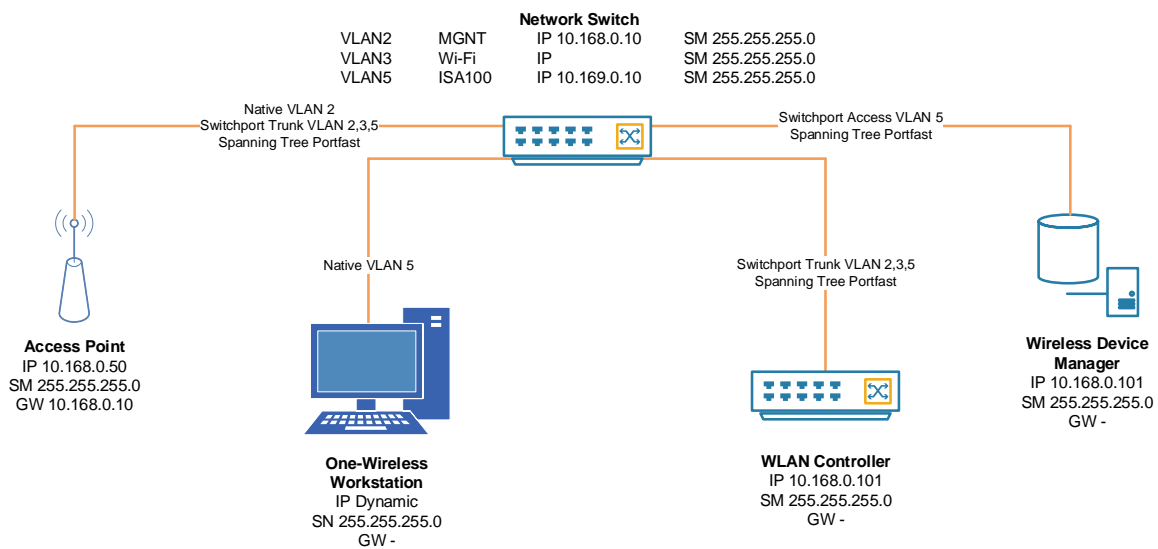 Network Switch
VLAN2 MGNT IP 10.168.0.10 SM 255.255.255.0
VLAN3 Wi-Fi IP SM 255.255.255.0
VLAN5 ISA100 IP 10.169.0.10 SM 255.255.255.0
Native VLAN 2
Switchport Trunk VLAN 2,3,5
Spanning Tree Portfast
Switchport Access VLAN 5
Spanning Tree Portfast
Native VLAN 5
Switchport Trunk VLAN 2,3,5
Spanning Tree Portfast
Access Point
IP 10.168.0.50
SM 255.255.255.0
GW 10.168.0.10
One-Wireless
Workstation
IP Dynamic
SN 255.255.255.0
GW -
WLAN Controller
IP 10.168.0.101
SM 255.255.255.0
GW -
Wireless Device
Manager
IP 10.168.0.101
SM 255.255.255.0
GW -